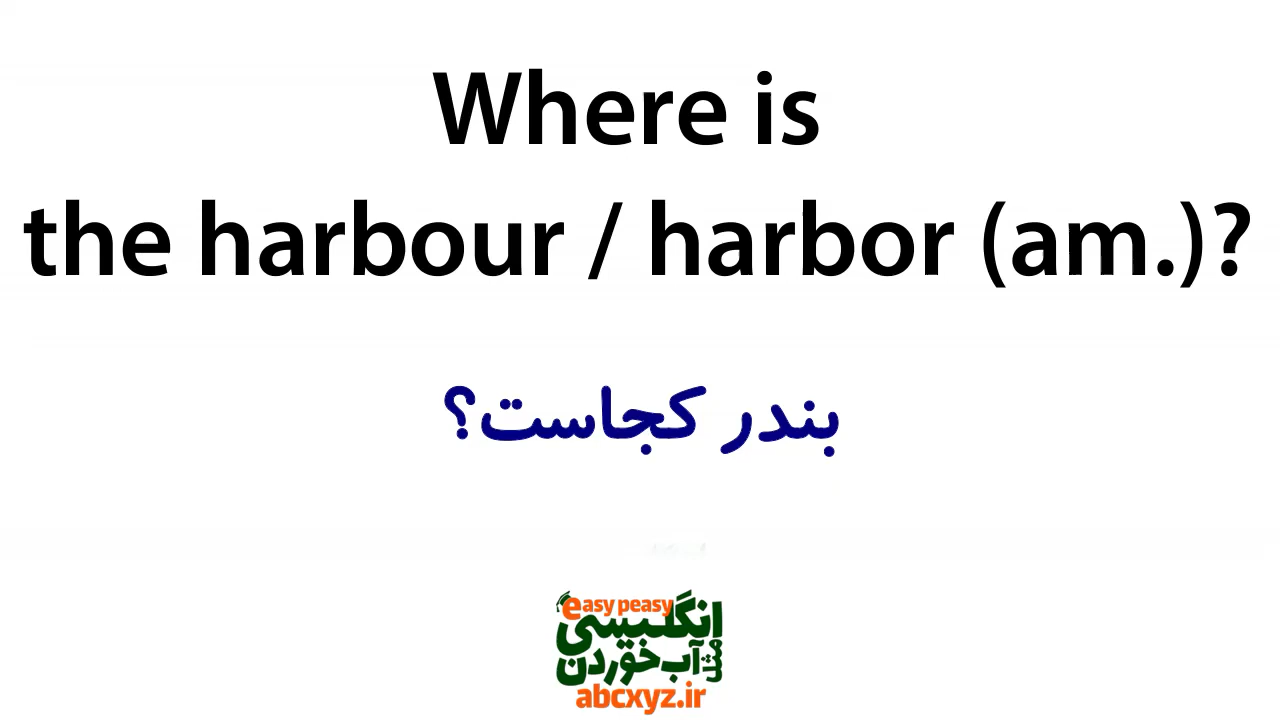 Where is
the harbour / harbor (am.)?
بندر کجاست؟
easy peasy
انگلیسی
مثل آب خوردن
abcxyz.ir